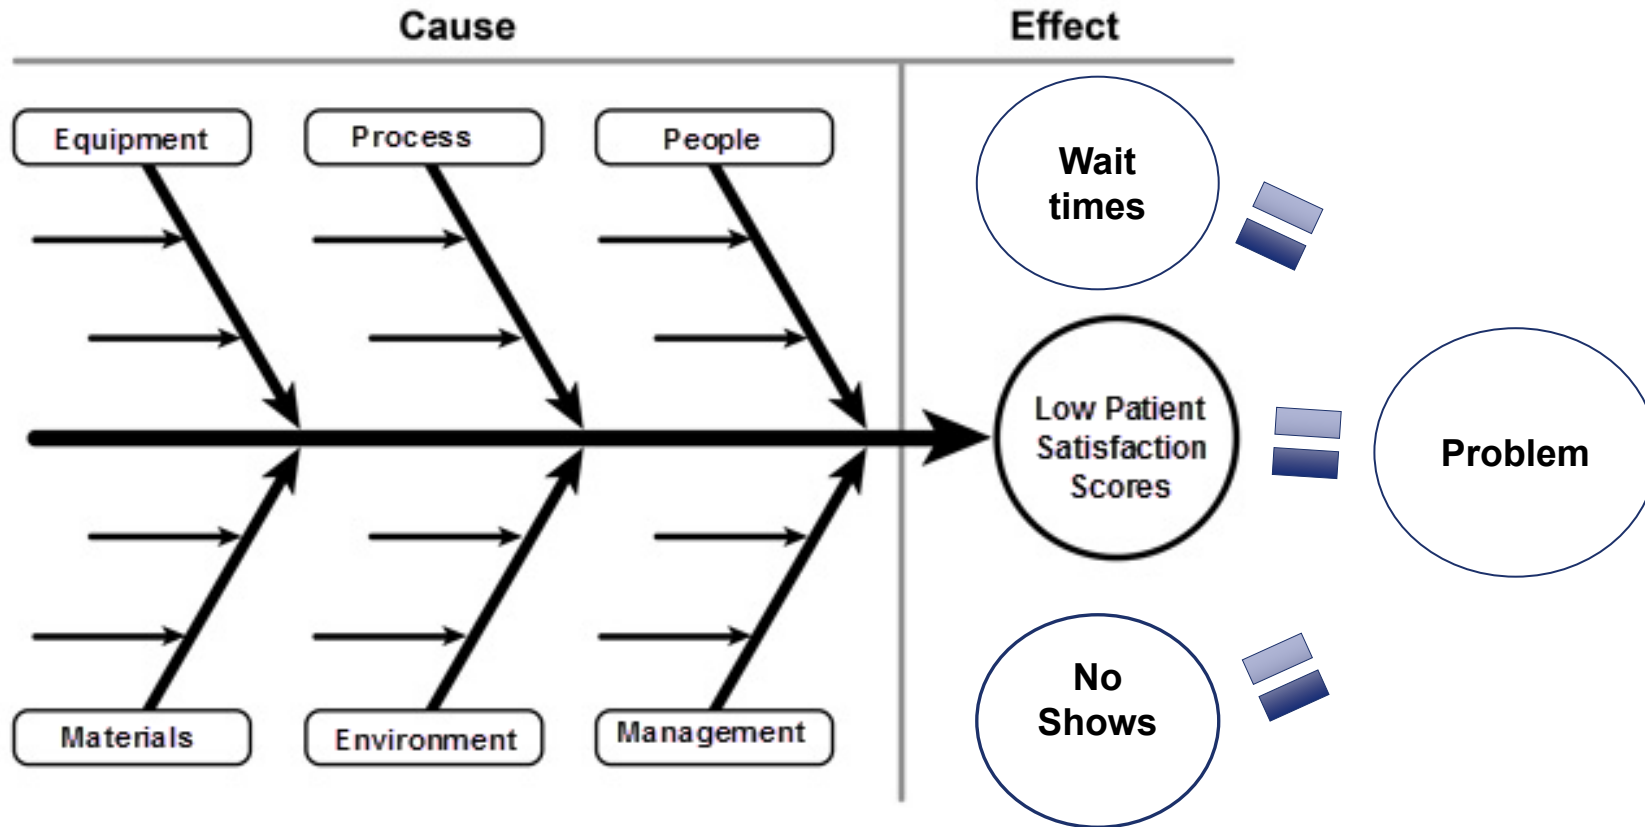 Cause
Effect
Equipment
Process
People
Wait
times
Low Patient
Satisfaction
Scores
Problem
No
Shows
Materials
Environment
Management